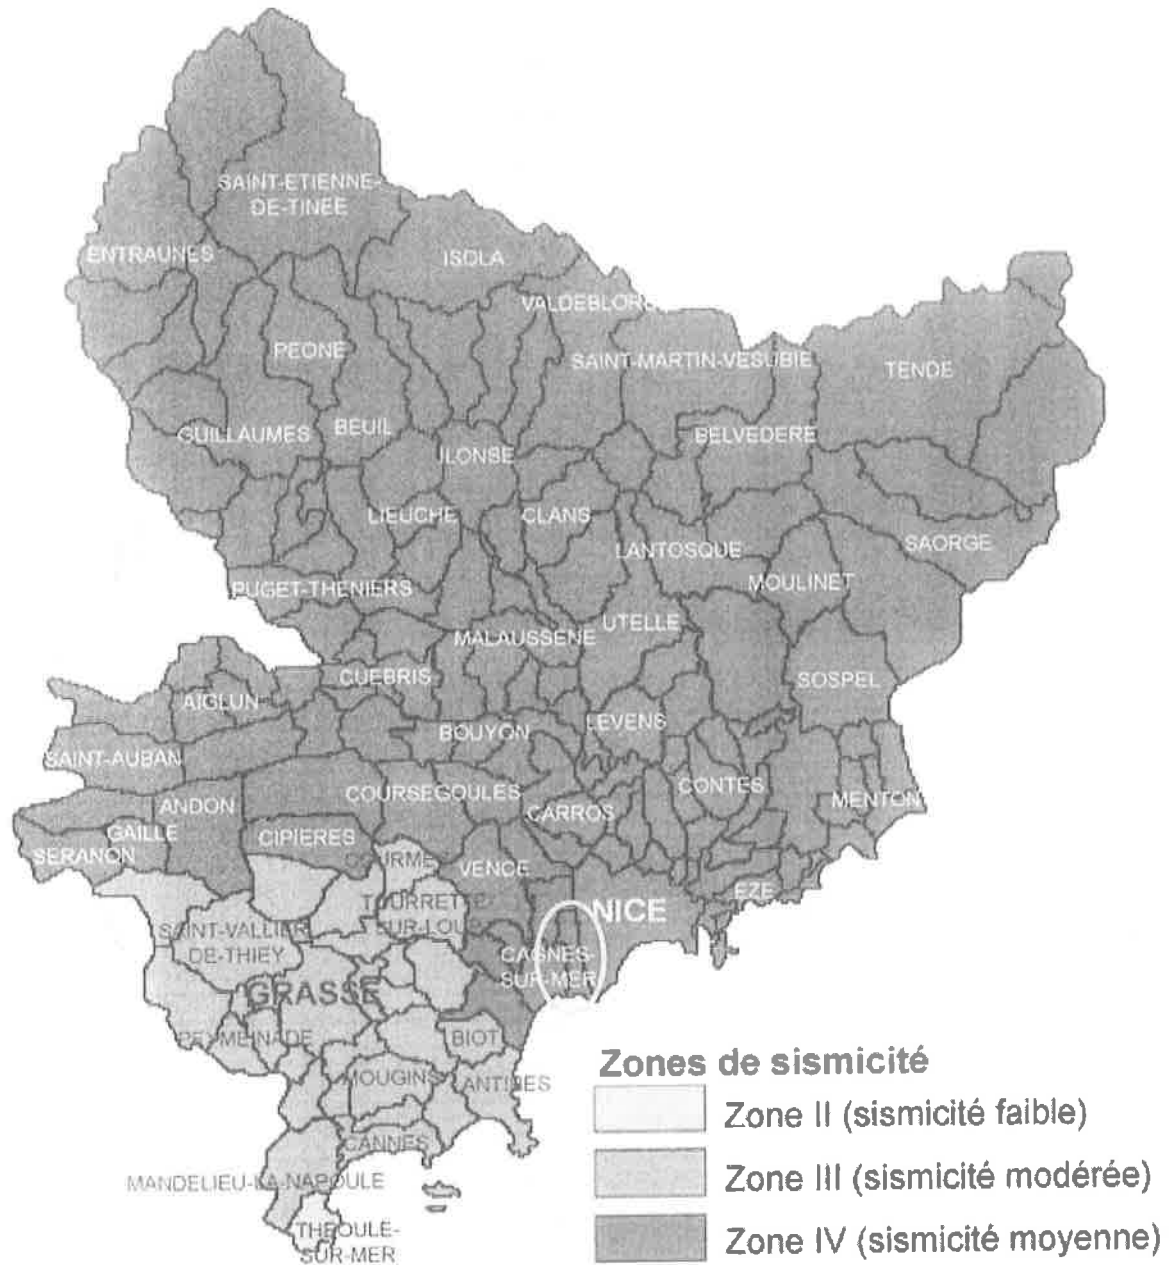 SAINT-ETIENNE-
DE-TINEE
ENTRAUNES
ISOLA
VALDEBLORE
PEONE
SAINT-MARTIN-VESUBIE
TENDE
GUILLAUMES
BEUIL
BELVEDERE
ILONSE
LIEUCHE
CLANS
LANTOSQUE
SAORGE
MOULINET
PUGET-THENIERS
UTELLE
MALAUSSENE
CUEBRIS
SOSPEL
AIGLUN
LEVENS
BOUYON
SAINT-AUBAN
CONTES
COURSEGOULES
ANDON
CARROS
MENTON
GAILLE
CIPIERES
SERANON
GOURMES
VENCE
EZE
TOURRETTE-
SUR-LOUP
NICE
SAINT-VALLIER-
DE-THIEY
CAGNES-
SUR-MER
GRASSE
PEYMEINADE
BIOT
MOUGINS
ANTIBES
CANNES
MANDELIEU-LA-NAPOULE
THEOULE-
SUR-MER
Zones de sismicité
Zone II (sismicité faible)
Zone III (sismicité modérée)
Zone IV (sismicité moyenne)